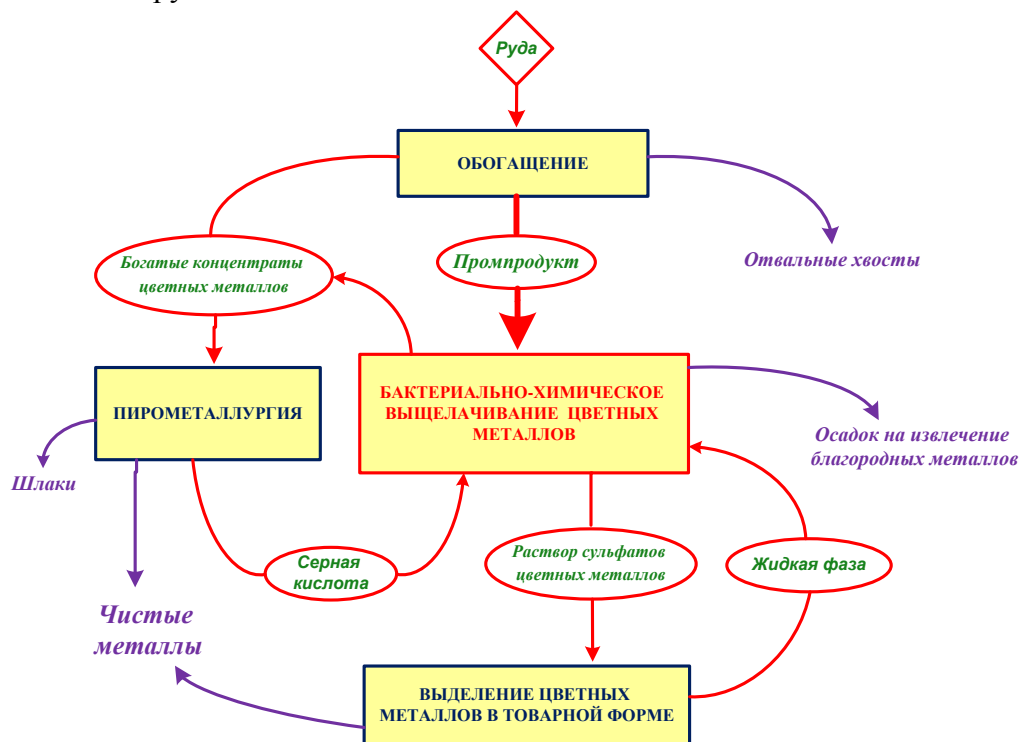 ру
Руда
ОБОГАЩЕНИЕ
Богатые концентраты
цветных металлов
Промпродукт
Отвальные хвосты
ПИРОМЕТАЛЛУРГИЯ
БАКТЕРИАЛЬНО-ХИМИЧЕСКОЕ
ВЫЩЕЛАЧИВАНИЕ ЦВЕТНЫХ
МЕТАЛЛОВ
Осадок на извлечение
благородных металлов
Шлаки
Серная
кислота
Раствор сульфатов
цветных металлов
Жидкая фаза
Чистые
металлы
ВЫДЕЛЕНИЕ ЦВЕТНЫХ
МЕТАЛЛОВ В ТОВАРНОЙ ФОРМЕ